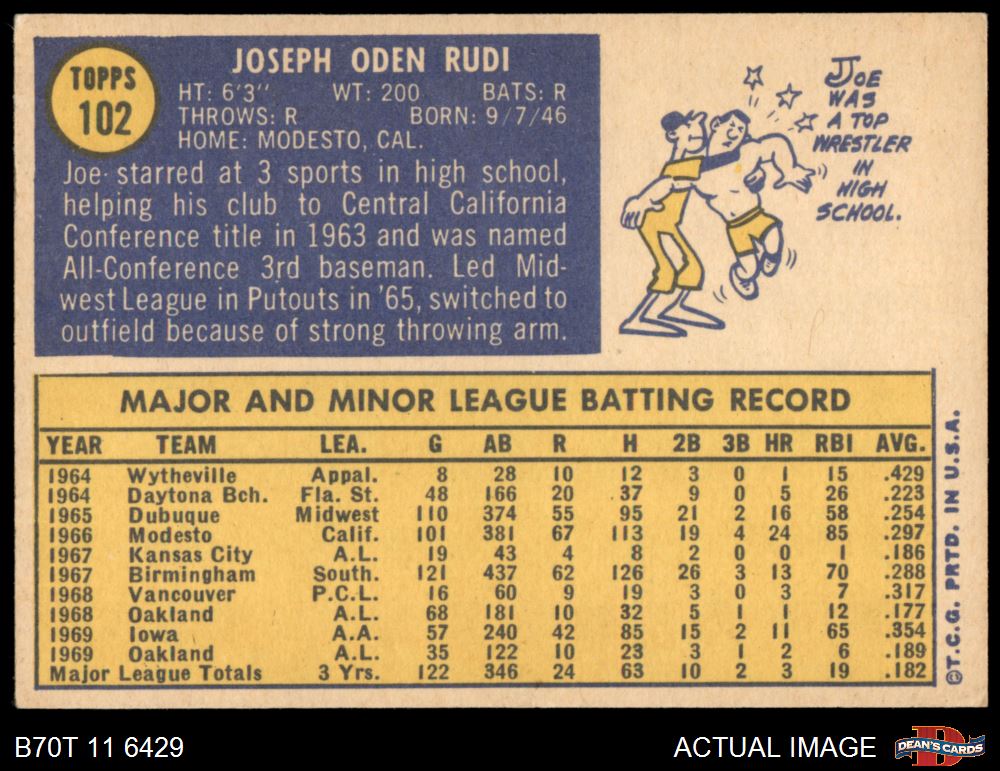 TOPPS
102
JOSEPH ODEN RUDI
HT: 6'3" WT: 200 BATS: R
THROWS: R BORN: 9/7/46
HOME: MODESTO, CAL.
Joe starred at 3 sports in high school,
helping his club to Central California
Conference title in 1963 and was named
All-Conference 3rd baseman. Led Mid-
west League in Putouts in '65, switched to
outfield because of strong throwing arm.
JOE
WAS
A TOP
WRESTLER
IN
HIGH
SCHOOL.
MAJOR AND MINOR LEAGUE BATTING RECORD
YEAR TEAM LEA. G AB R H 2B 3B HR RBI AVG.
1964 Wytheville Appal. 8 28 10 12 3 0 1 15 .429
1964 Daytona Bch. Fla. St. 48 166 20 37 9 0 5 26 .223
1965 Dubuque Midwest 110 374 55 95 21 2 16 58 .254
1966 Modesto Calif. 101 381 67 113 19 4 24 85 .297
1967 Kansas City A.L. 19 43 4 8 2 0 0 1 .186
1967 Birmingham South. 121 437 62 126 26 3 13 70 .288
1968 Vancouver P.C.L. 16 60 9 19 3 0 3 7 .317
1968 Oakland A.L. 68 181 10 32 5 1 1 12 .177
1969 Iowa A.A. 57 240 42 85 15 2 11 65 .354
1969 Oakland A.L. 35 122 10 23 3 1 2 6 .189
Major League Totals 3 Yrs. 122 346 24 63 10 2 3 19 .182
©T.C.G. PRTD. IN U.S.A.
B70T 11 6429
ACTUAL IMAGE
DEAN'S CARDS